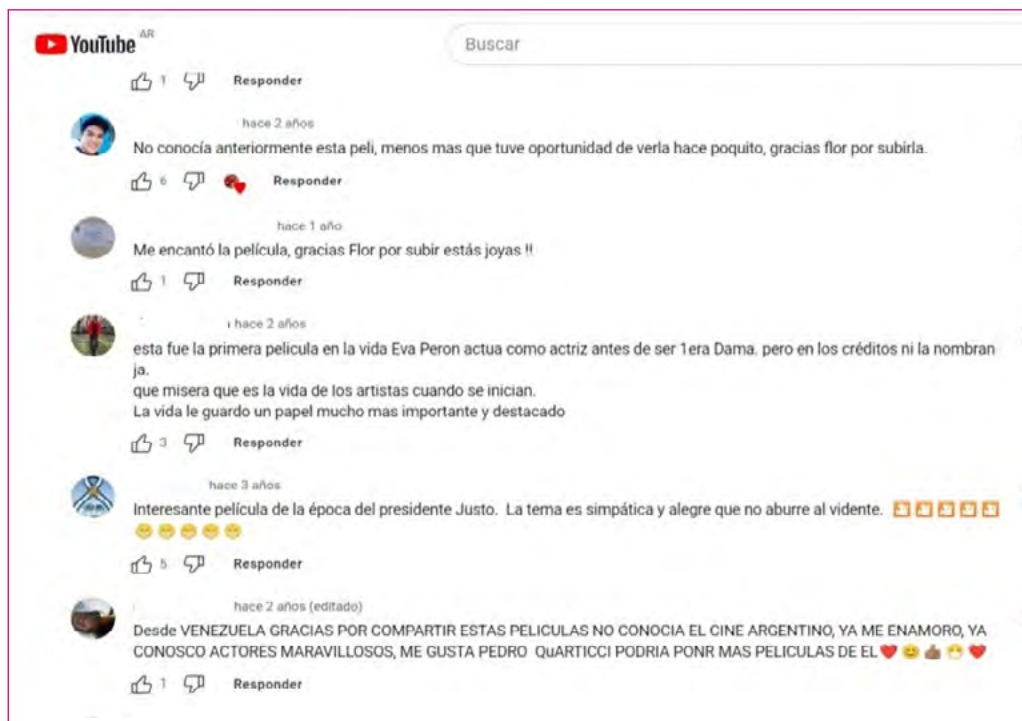 YouTube AR
Buscar
1 Responder
hace 2 años
No conocía anteriormente esta peli, menos mas que tuve oportunidad de verla hace poquito, gracias flor por subirla.
6 Responder
hace 1 año
Me encantó la película, gracias Flor por subir estás joyas !!
1 Responder
hace 2 años
esta fue la primera pelicula en la vida Eva Peron actua como actriz antes de ser 1era Dama. pero en los créditos ni la nombran
ja.
que misera que es la vida de los artistas cuando se inician.
La vida le guardo un papel mucho mas importante y destacado
3 Responder
hace 3 años
Interesante película de la época del presidente Justo. La tema es simpática y alegre que no aburre al vidente. 🎦🎦🎦🎦🎦
😁😁😁😁😁
5 Responder
hace 2 años (editado)
Desde VENEZUELA GRACIAS POR COMPARTIR ESTAS PELICULAS NO CONOCIA EL CINE ARGENTINO, YA ME ENAMORO, YA
CONOSCO ACTORES MARAVILLOSOS, ME GUSTA PEDRO QuARTICCI PODRIA PONR MAS PELICULAS DE EL
1 Responder